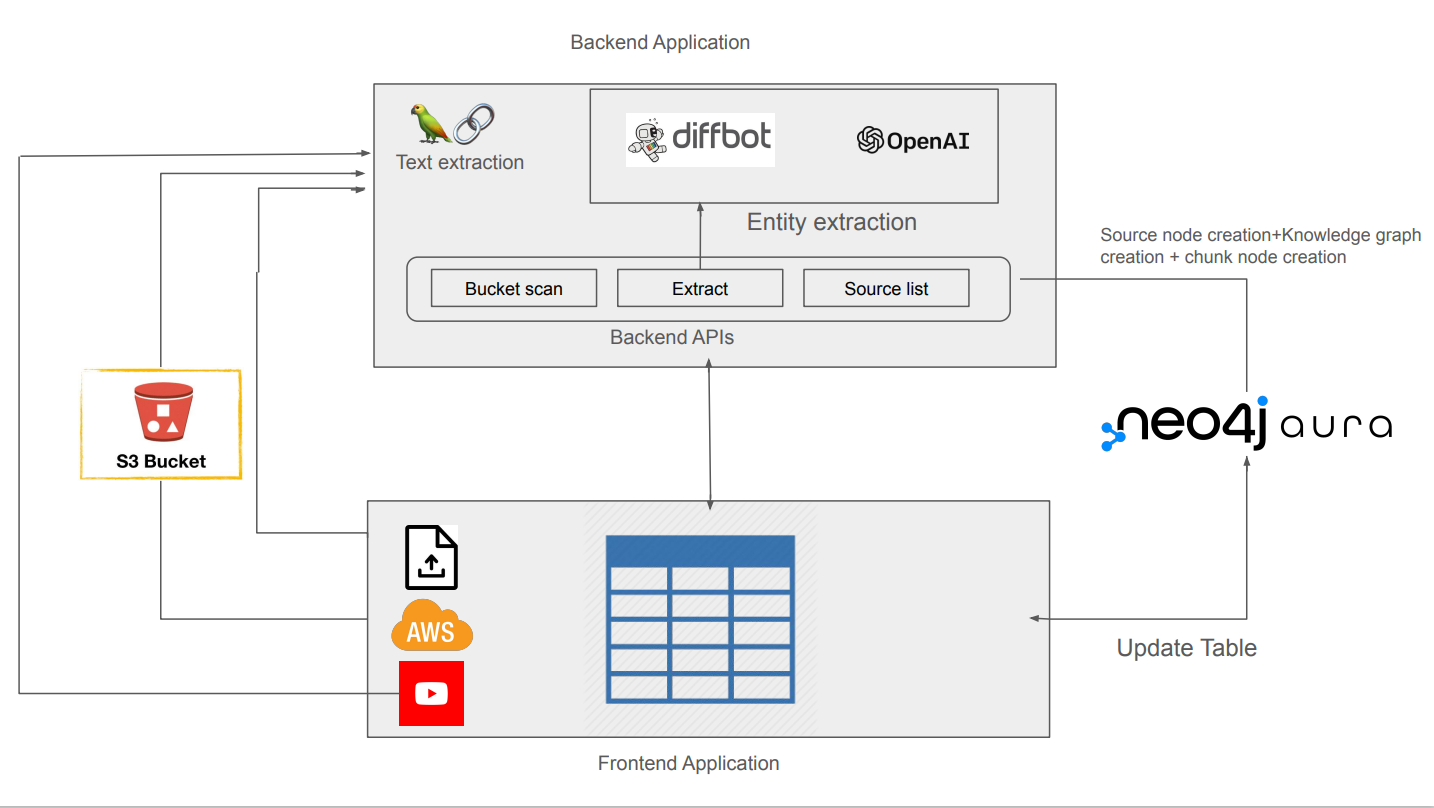 Backend Application
Text extraction
diffbot
OpenAI
Entity extraction
Bucket scan
Extract
Source list
Backend APIs
Source node creation+Knowledge graph
creation + chunk node creation
S3 Bucket
neo4j aura
AWS
Update Table
Frontend Application